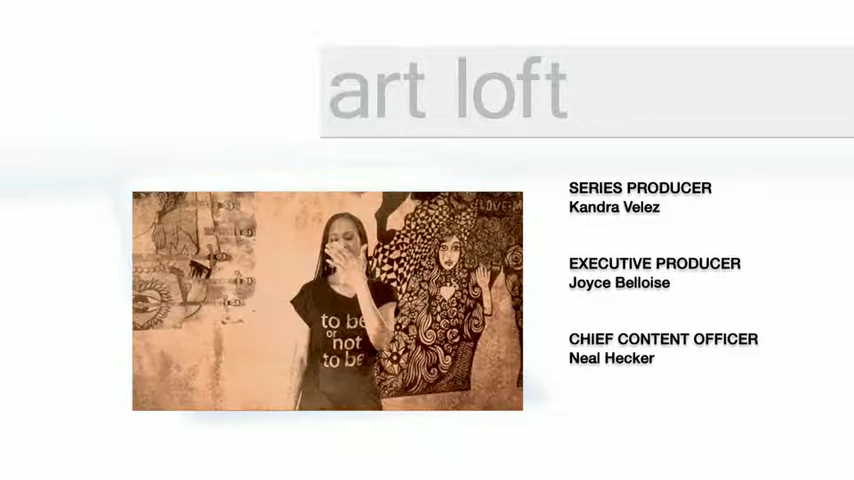 art loft
SERIES PRODUCER
Kandra Velez
EXECUTIVE PRODUCER
Joyce Belloise
CHIEF CONTENT OFFICER
Neal Hecker
to be
or
not
to be